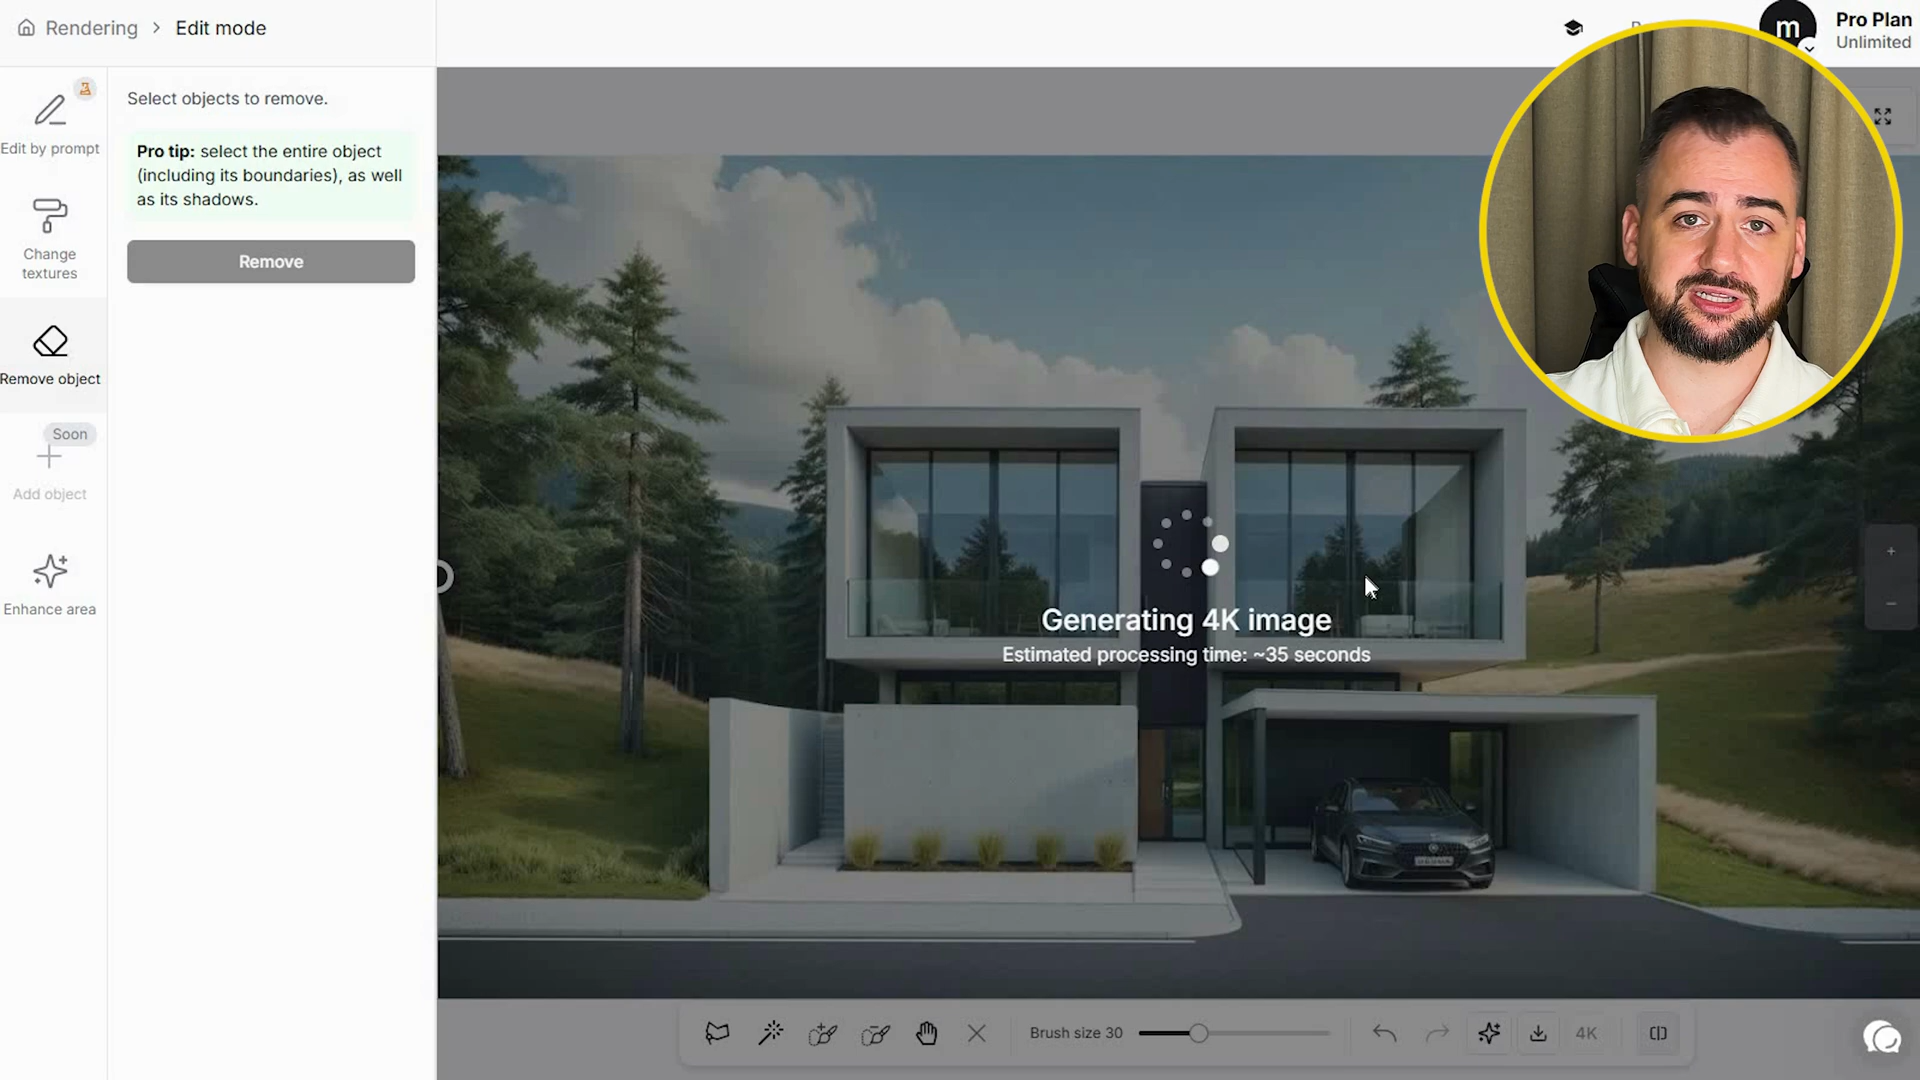 Rendering > Edit mode
m
Pro Plan
Unlimited
Edit by prompt
Change
textures
Remove object
Soon
Add object
Enhance area
Select objects to remove.
Pro tip: select the entire object
(including its boundaries), as well
as its shadows.
Remove
Generating 4K image
Estimated processing time: ~35 seconds
Brush size 30
4K